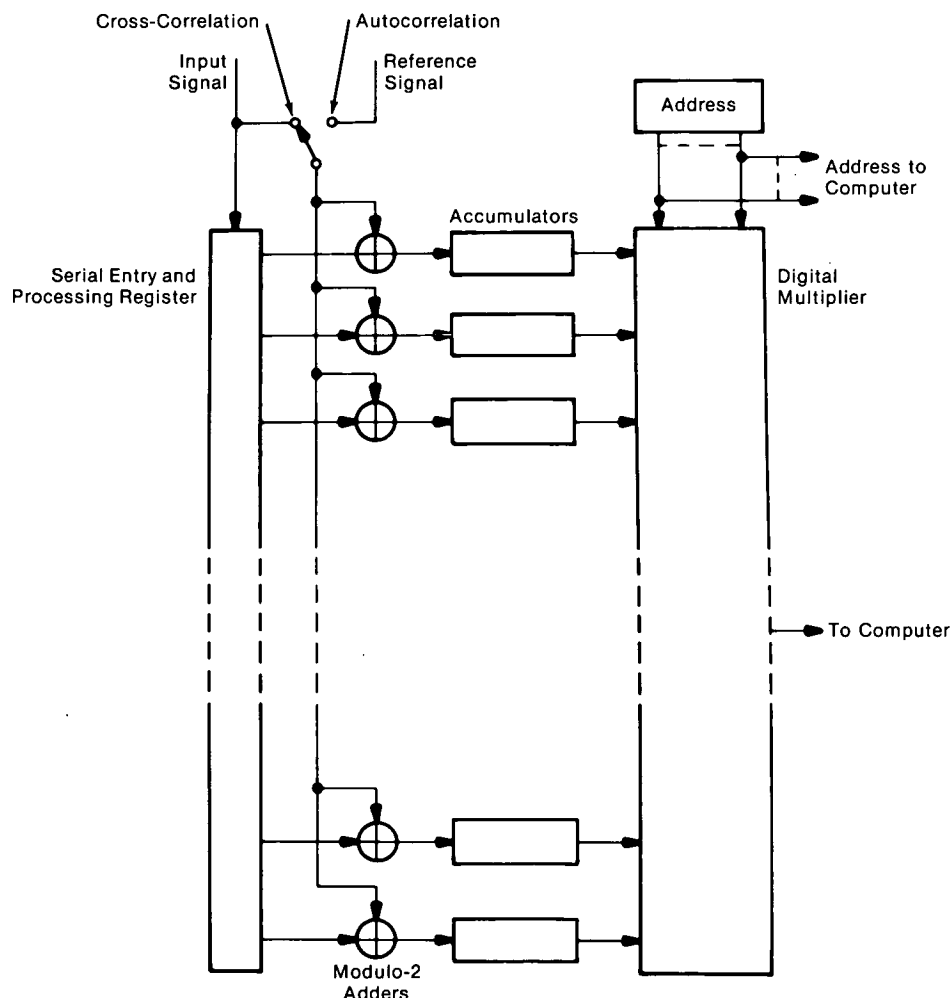 Cross-Correlation
Autocorrelation
Input
Signal
Reference
Signal
Address
Address to
Computer
Accumulators
Serial Entry and
Processing Register
Digital
Multiplier
To Computer
Modulo-2
Adders